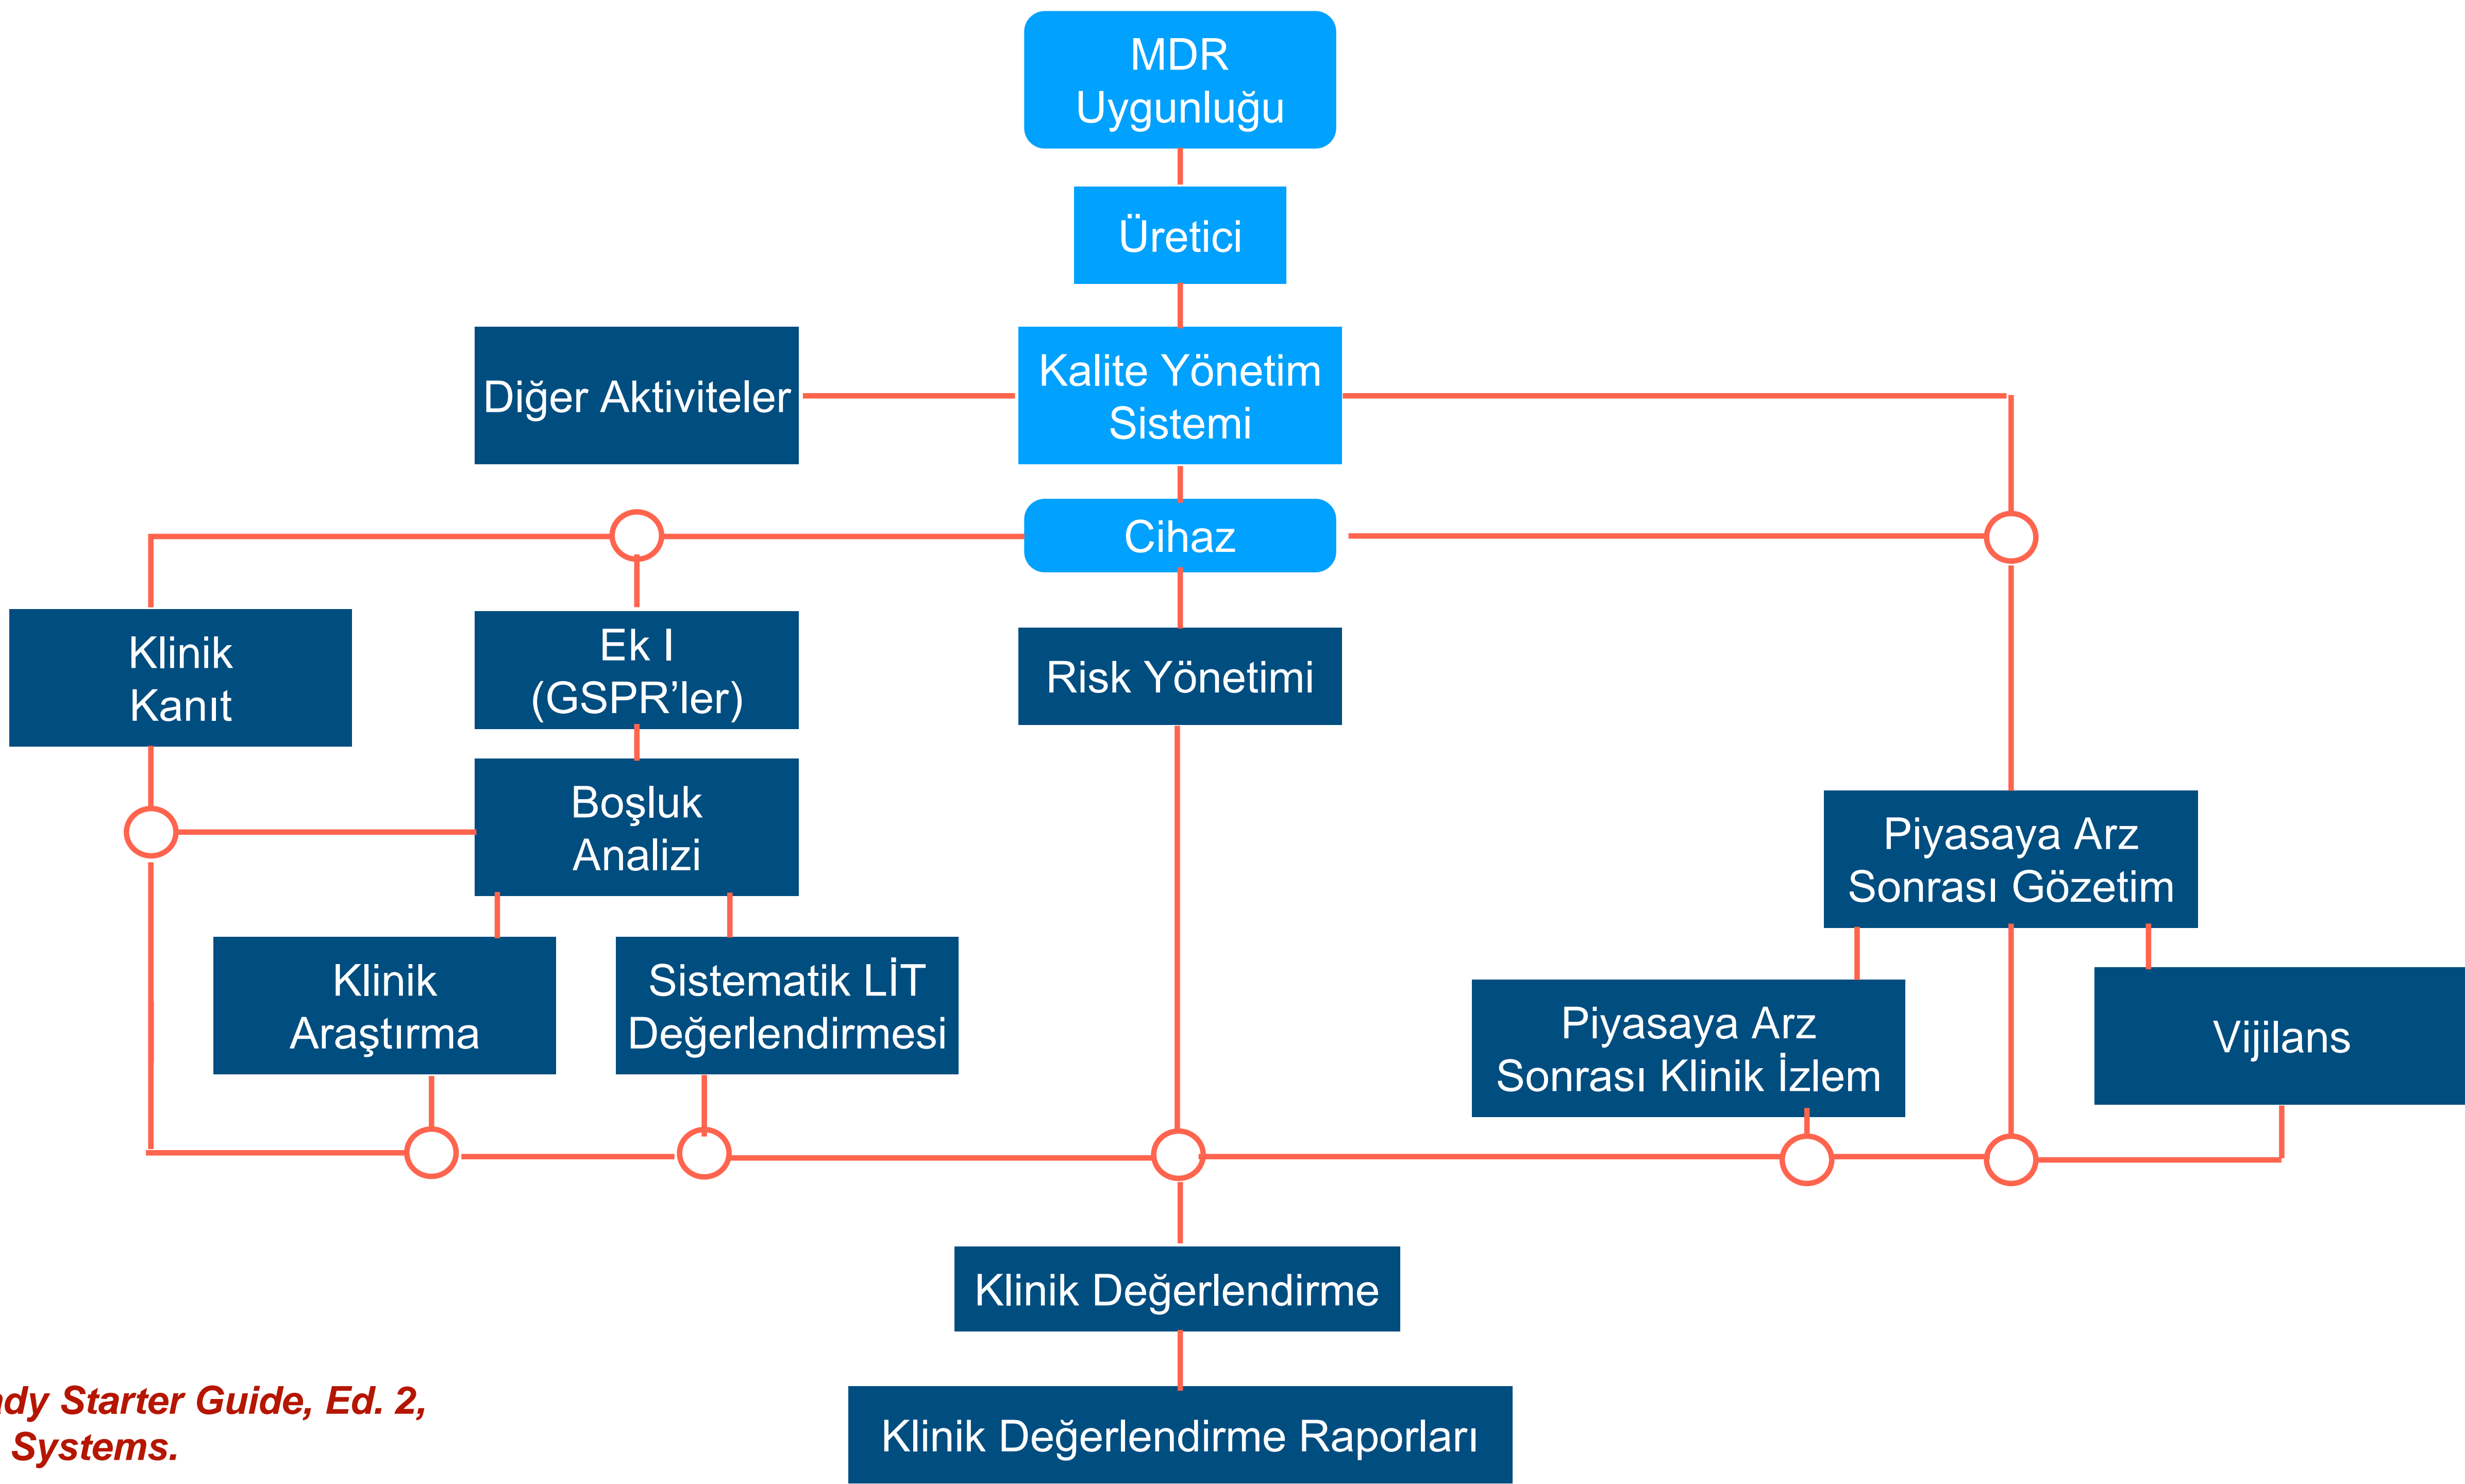 MDR
Uygunluğu
Üretici
Diğer Aktiviteler
Kalite Yönetim
Sistemi
Cihaz
Klinik
Kanıt
Ek I
(GSPR’ler)
Risk Yönetimi
Boşluk
Analizi
Piyasaya Arz
Sonrası Gözetim
Klinik
Araştırma
Sistematik LİT
Değerlendirmesi
Piyasaya Arz
Sonrası Klinik İzlem
Vijilans
Klinik Değerlendirme
Klinik Değerlendirme Raporları
Starter Guide, Ed. 2,
Systems.